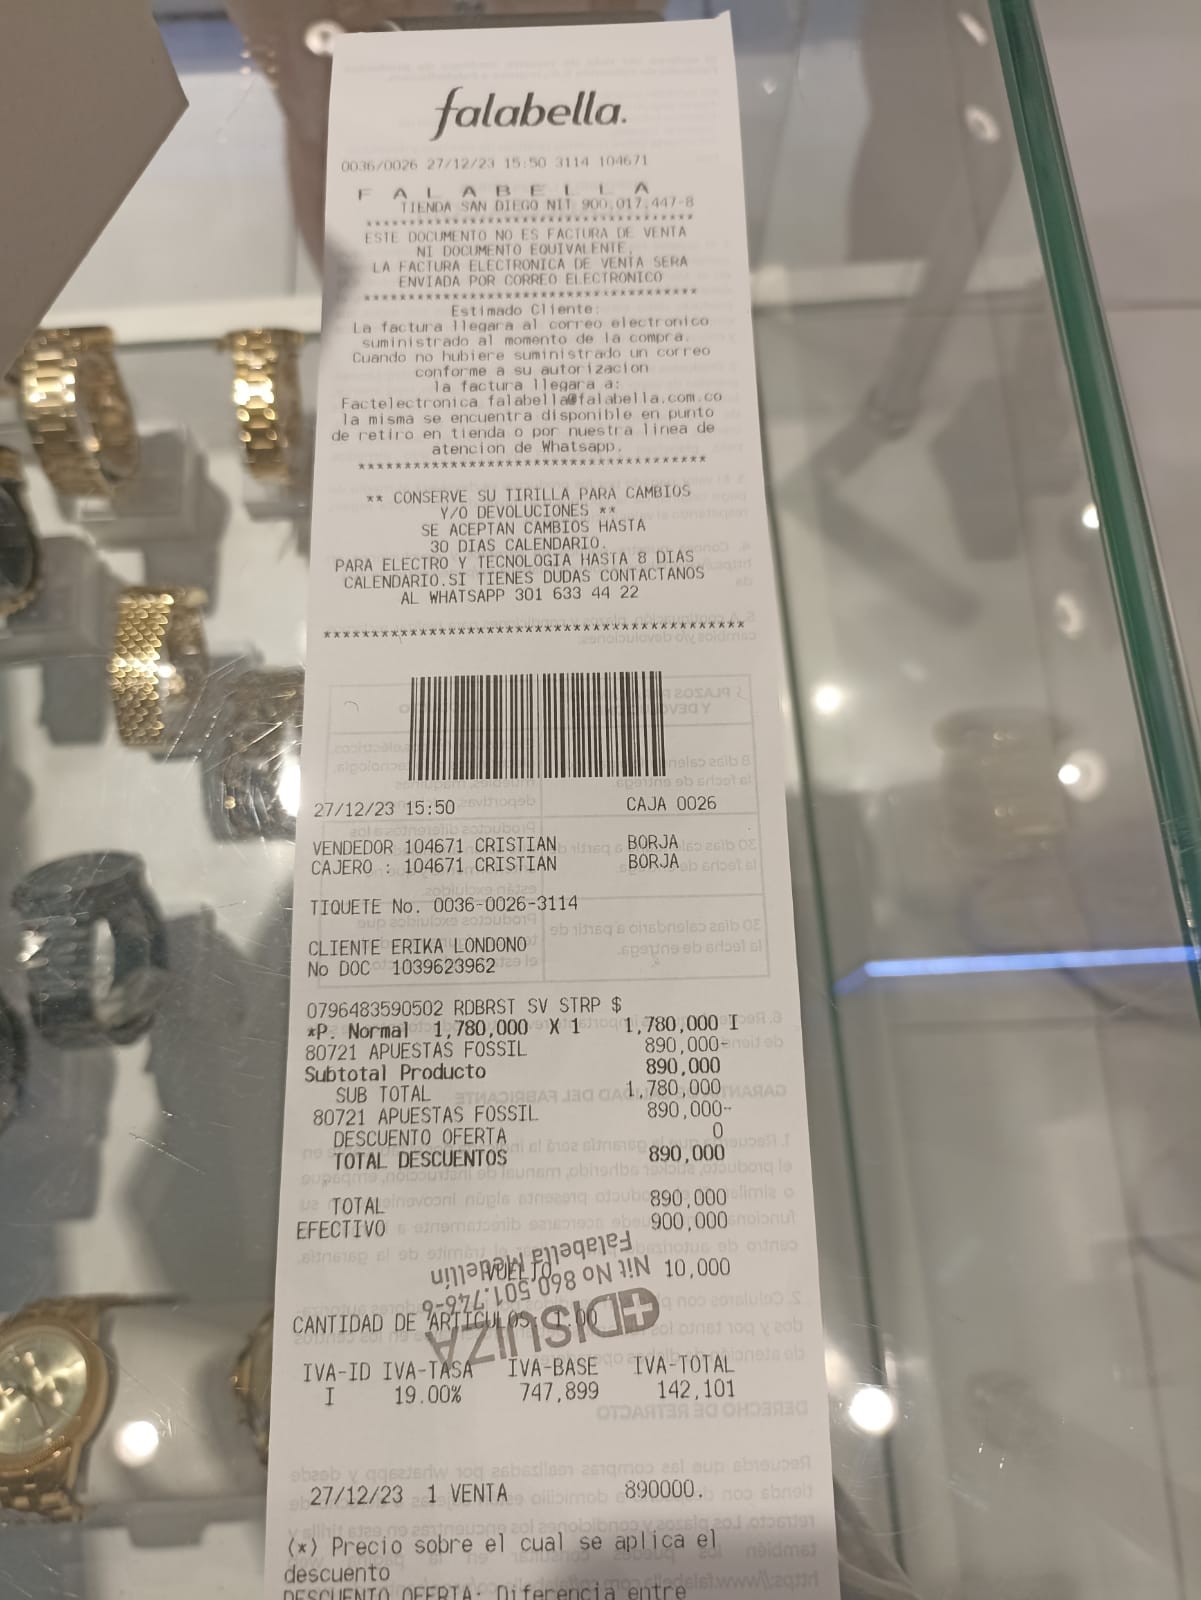 falabella.
0036/0026 27/12/23 15:50 3114 104671
F A L A B E L L A
TIENDA SAN DIEGO NIT 900.017.447-8
**************************************
ESTE DOCUMENTO NO ES FACTURA DE VENTA
NI DOCUMENTO EQUIVALENTE,
LA FACTURA ELECTRONICA DE VENTA SERA
ENVIADA POR CORREO ELECTRONICO
**************************************
Estimado Cliente:
La factura llegara al correo electronico
suministrado al momento de la compra.
Cuando no hubiere suministrado un correo
conforme a su autorizacion
la factura llegara a:
Factelectronica falabella@falabella.com.co
la misma se encuentra disponible en punto
de retiro en tienda o por nuestra linea de
atencion de Whatsapp.
**************************************
** CONSERVE SU TIRILLA PARA CAMBIOS
Y/O DEVOLUCIONES **
SE ACEPTAN CAMBIOS HASTA
30 DIAS CALENDARIO.
PARA ELECTRO Y TECNOLOGIA HASTA 8 DIAS
CALENDARIO.SI TIENES DUDAS CONTACTANOS
AL WHATSAPP 301 633 44 22
********************************************
27/12/23 15:50 CAJA 0026
VENDEDOR 104671 CRISTIAN BORJA
CAJERO : 104671 CRISTIAN BORJA
TIQUETE No. 0036-0026-3114
CLIENTE ERIKA LONDONO
No DOC 1039623962
0796483590502 RDBRST SV STRP $
*P. Normal 1,780,000 X 1 1,780,000 I
80721 APUESTAS FOSSIL 890,000-
Subtotal Producto 890,000
SUB TOTAL 1,780,000
80721 APUESTAS FOSSIL 890,000--
DESCUENTO OFERTA 0
TOTAL DESCUENTOS 890,000
TOTAL 890,000
EFECTIVO 900,000
VUELTO 10,000
CANTIDAD DE ARTICULOS: 1.00
DISUIZA
Nit No 860.501.746-6
Falabella Medellín
IVA-ID IVA-TASA IVA-BASE IVA-TOTAL
I 19.00% 747,899 142,101
27/12/23 1 VENTA 890000.
(*) Precio sobre el cual se aplica el
descuento
DESCUENTO OFERTA: Diferencia entre